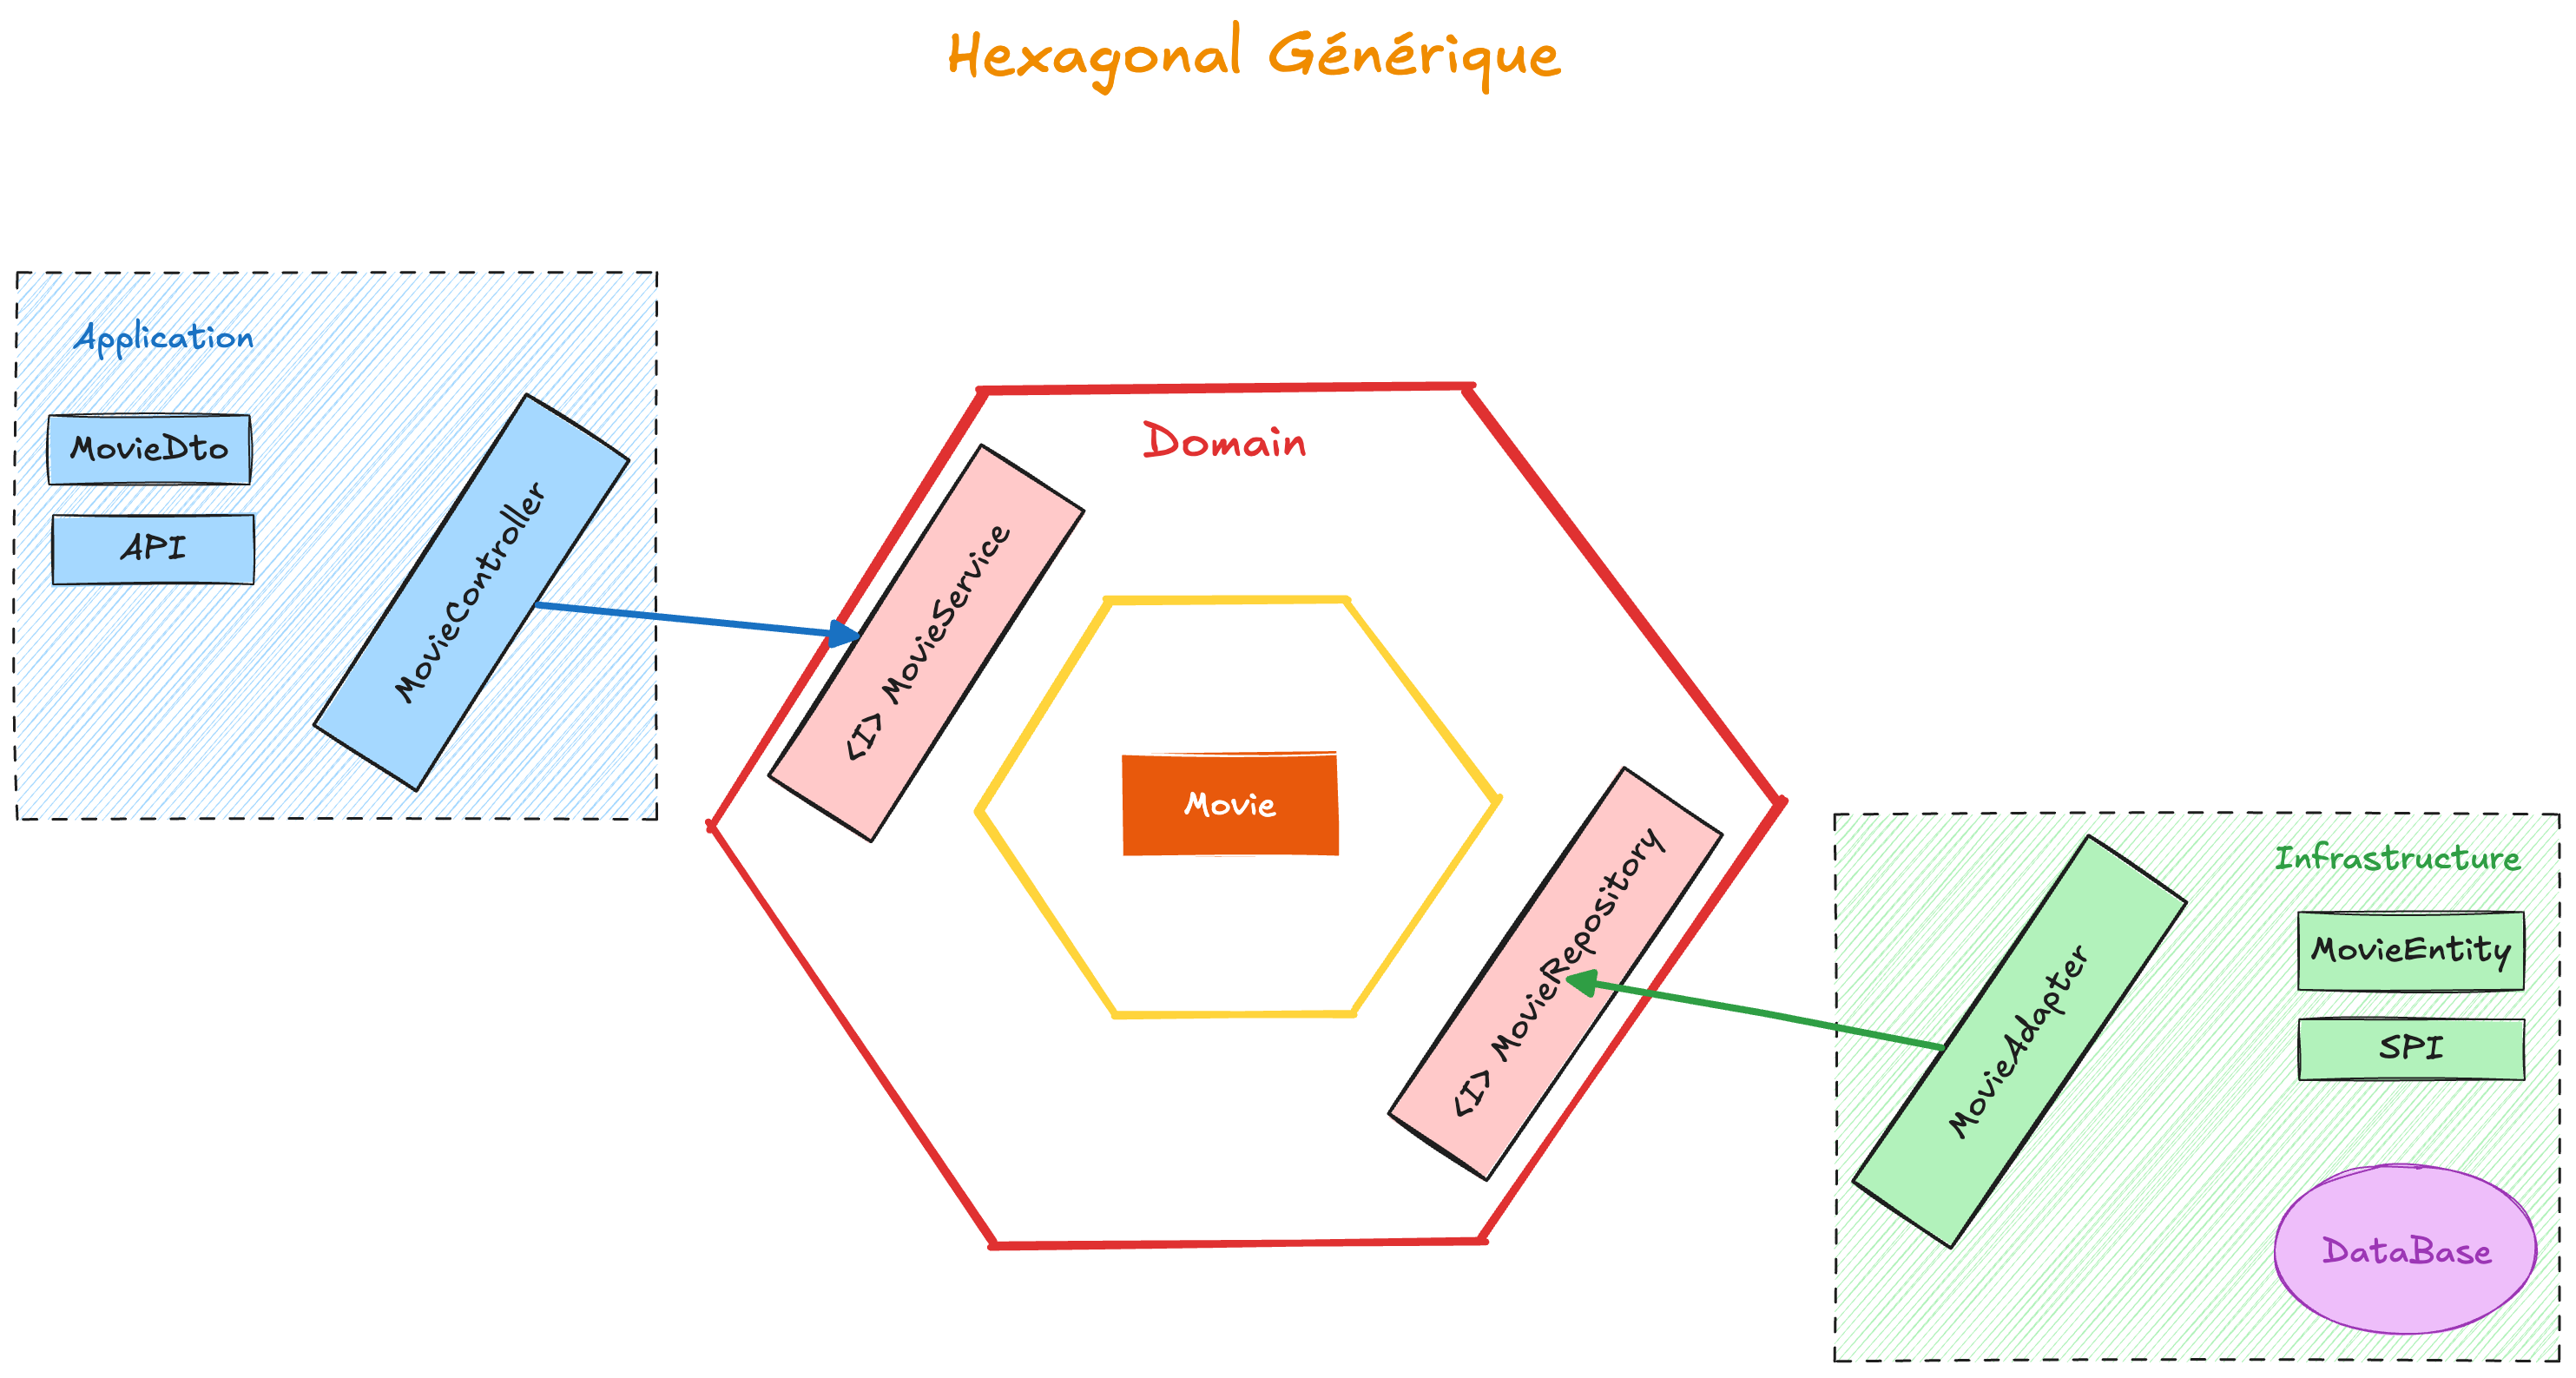 Hexagonal Générique
Application
MovieDto
API
MovieController
Domain
<I> MovieService
Movie
<I> MovieRepository
Infrastructure
MovieAdapter
MovieEntity
SPI
DataBase